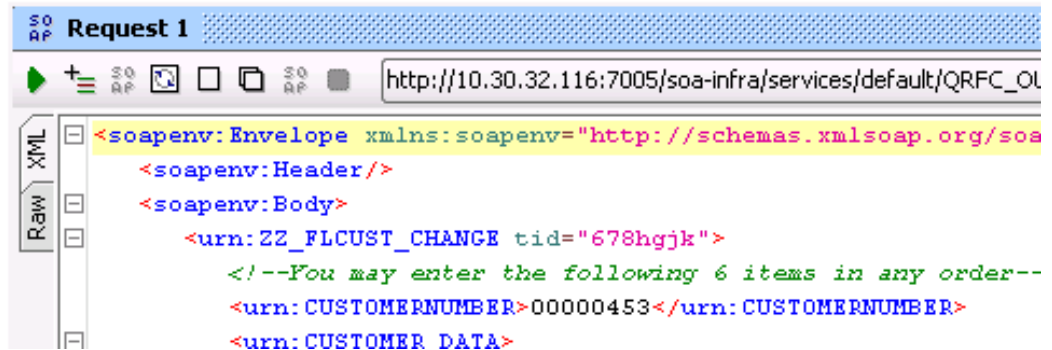 SO AP Request 1
SO AP SO AP http://10.30.32.116:7005/soa-infra/services/default/QRFC_OU
XML
Raw
<soapenv:Envelope xmlns:soapenv="http://schemas.xmlsoap.org/soa
<soapenv:Header/>
<soapenv:Body>
<urn:ZZ_FLCUST_CHANGE tid="678hgjk">
<!--You may enter the following 6 items in any order--
<urn:CUSTOMERNUMBER>00000453</urn:CUSTOMERNUMBER>
<urn:CUSTOMER_DATA>